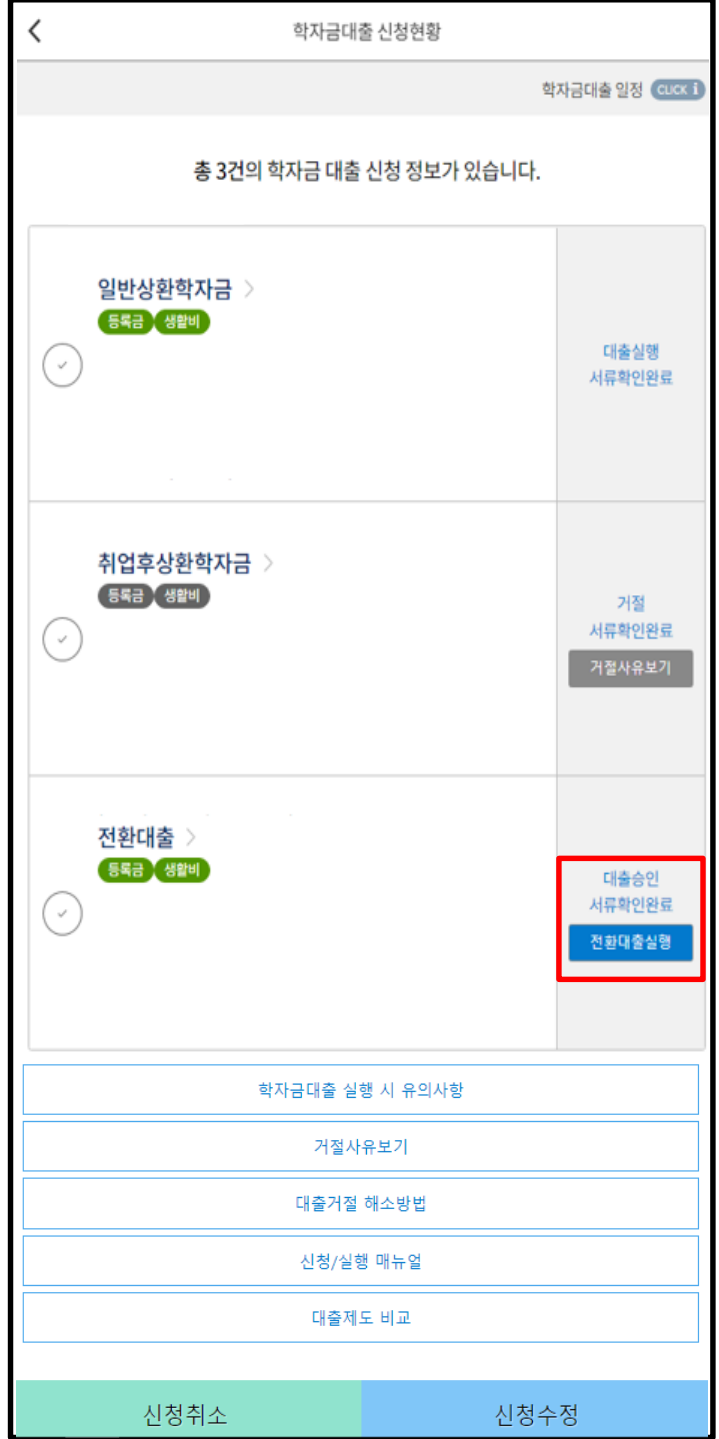 학자금대출 신청현황
학자금대출 일정 CLICK i
총 3건의 학자금 대출 신청 정보가 있습니다.
일반상환학자금
등록금 생활비
대출실행
서류확인완료
취업후상환학자금
등록금 생활비
거절
서류확인완료
거절사유보기
전환대출
등록금 생활비
대출승인
서류확인완료
전환대출실행
학자금대출 실행 시 유의사항
거절사유보기
대출거절 해소방법
신청/실행 매뉴얼
대출제도 비교
신청취소 신청수정